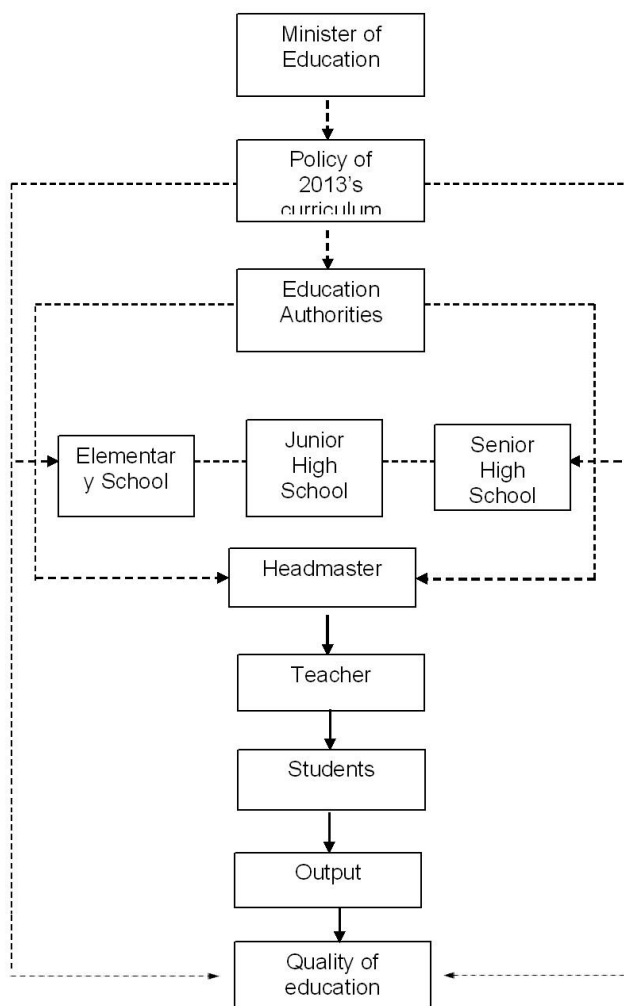 Minister of
Education
Policy of
2013's
curriculum
Education
Authorities
Elementar
y School
Junior
High
School
Senior
High
School
Headmaster
Teacher
Students
Output
Quality of
education